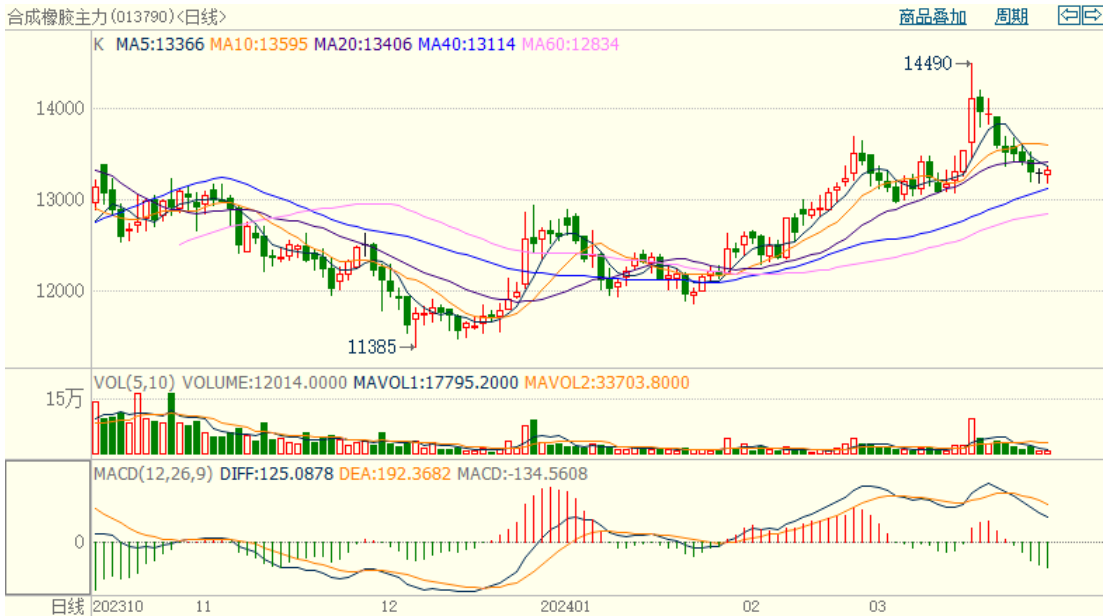 合成橡胶主力(013790)<日线> 商品叠加 周期
K MA5:13366 MA10:13595 MA20:13406 MA40:13114 MA60:12834
14490
14000
13000
12000
11385
VOL(5,10) VOLUME:12014.0000 MAVOL1:17795.2000 MAVOL2:33703.8000
15万
MACD(12,26,9) DIFF:125.0878 DEA:192.3682 MACD:-134.5608
0
日线 202310 11 12 202401 02 03